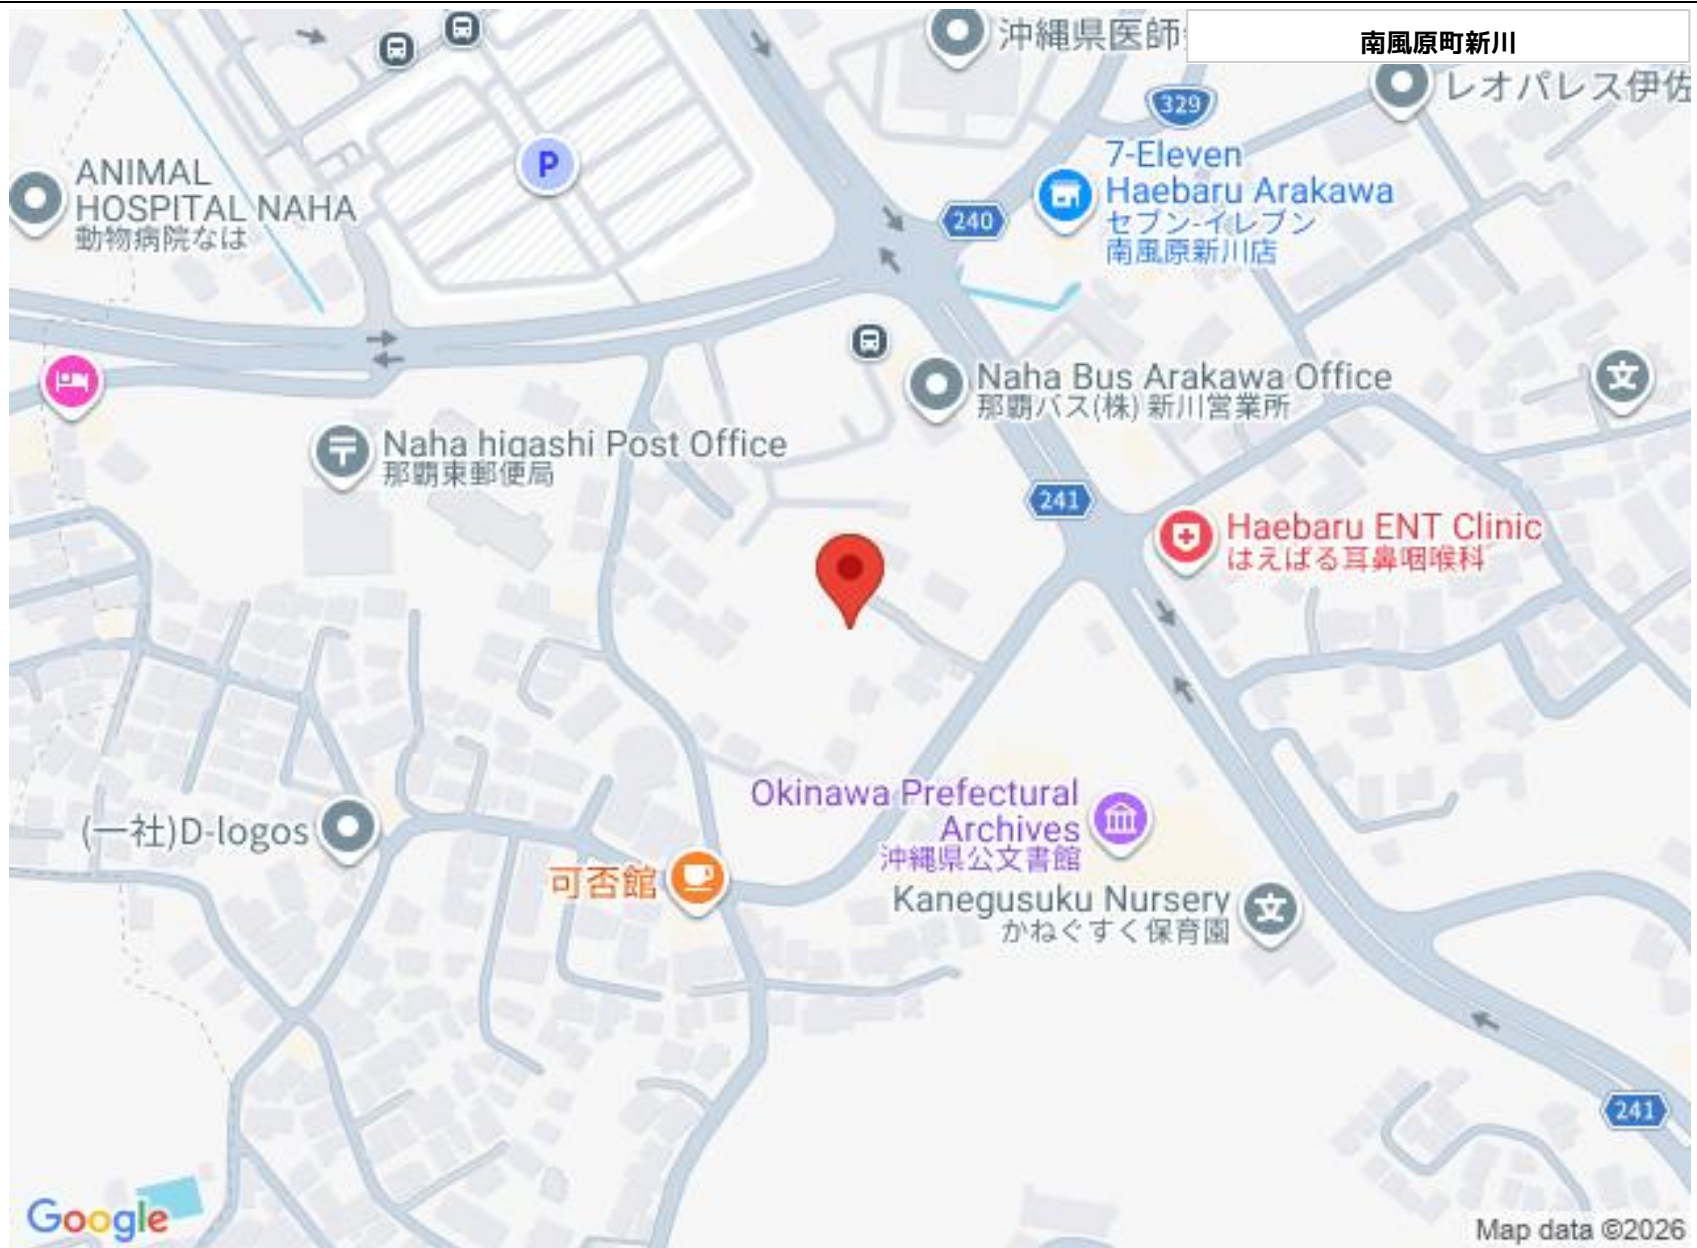 沖縄県医師
南風原町新川
レオパレス伊佐
329
7-Eleven
Haebaru Arakawa
セブン-イレブン
南風原新川店
P
ANIMAL
HOSPITAL NAHA
動物病院なは
240
Naha Bus Arakawa Office
那覇バス(株) 新川営業所
文
Naha higashi Post Office
那覇東郵便局
241
Haebaru ENT Clinic
はえばる耳鼻咽喉科
Okinawa Prefectural
Archives
沖縄県公文書館
(一社)D-logos
可否館
Kanegusuku Nursery
かねぐすく保育園
文
241
Google
Map data ©2026